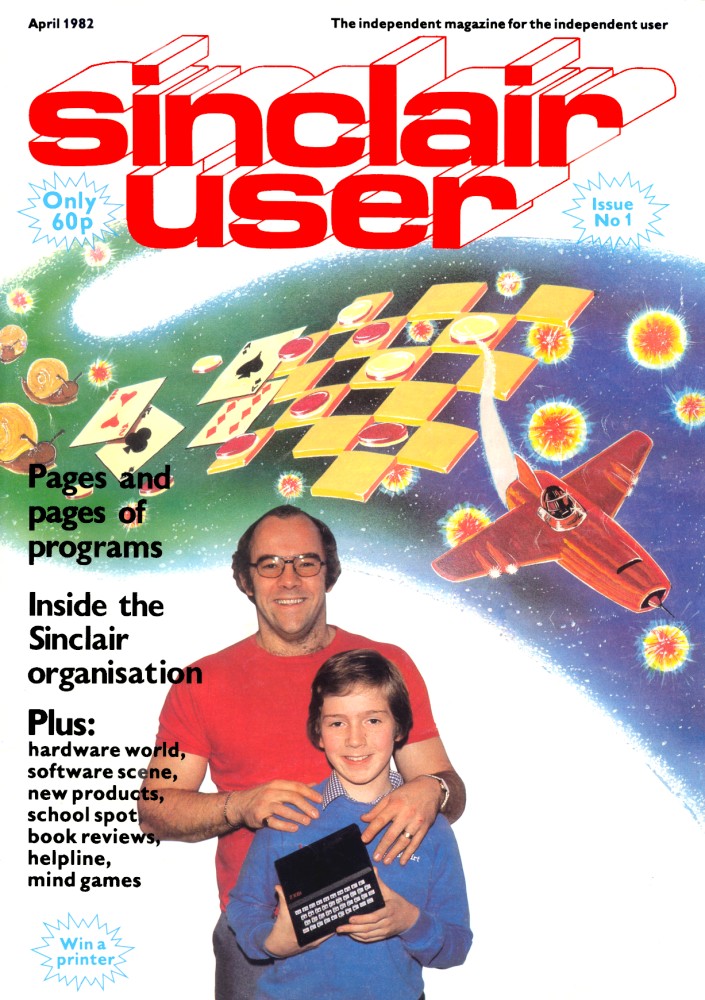 April 1982
The independent magazine for the independent user
sinclair
user
Only
60p
Issue
No 1
Pages and
pages of
programs
Inside the
Sinclair
organisation
Plus:
hardware world,
software scene,
new products,
school spot,
book reviews,
helpline,
mind games
Win a
printer